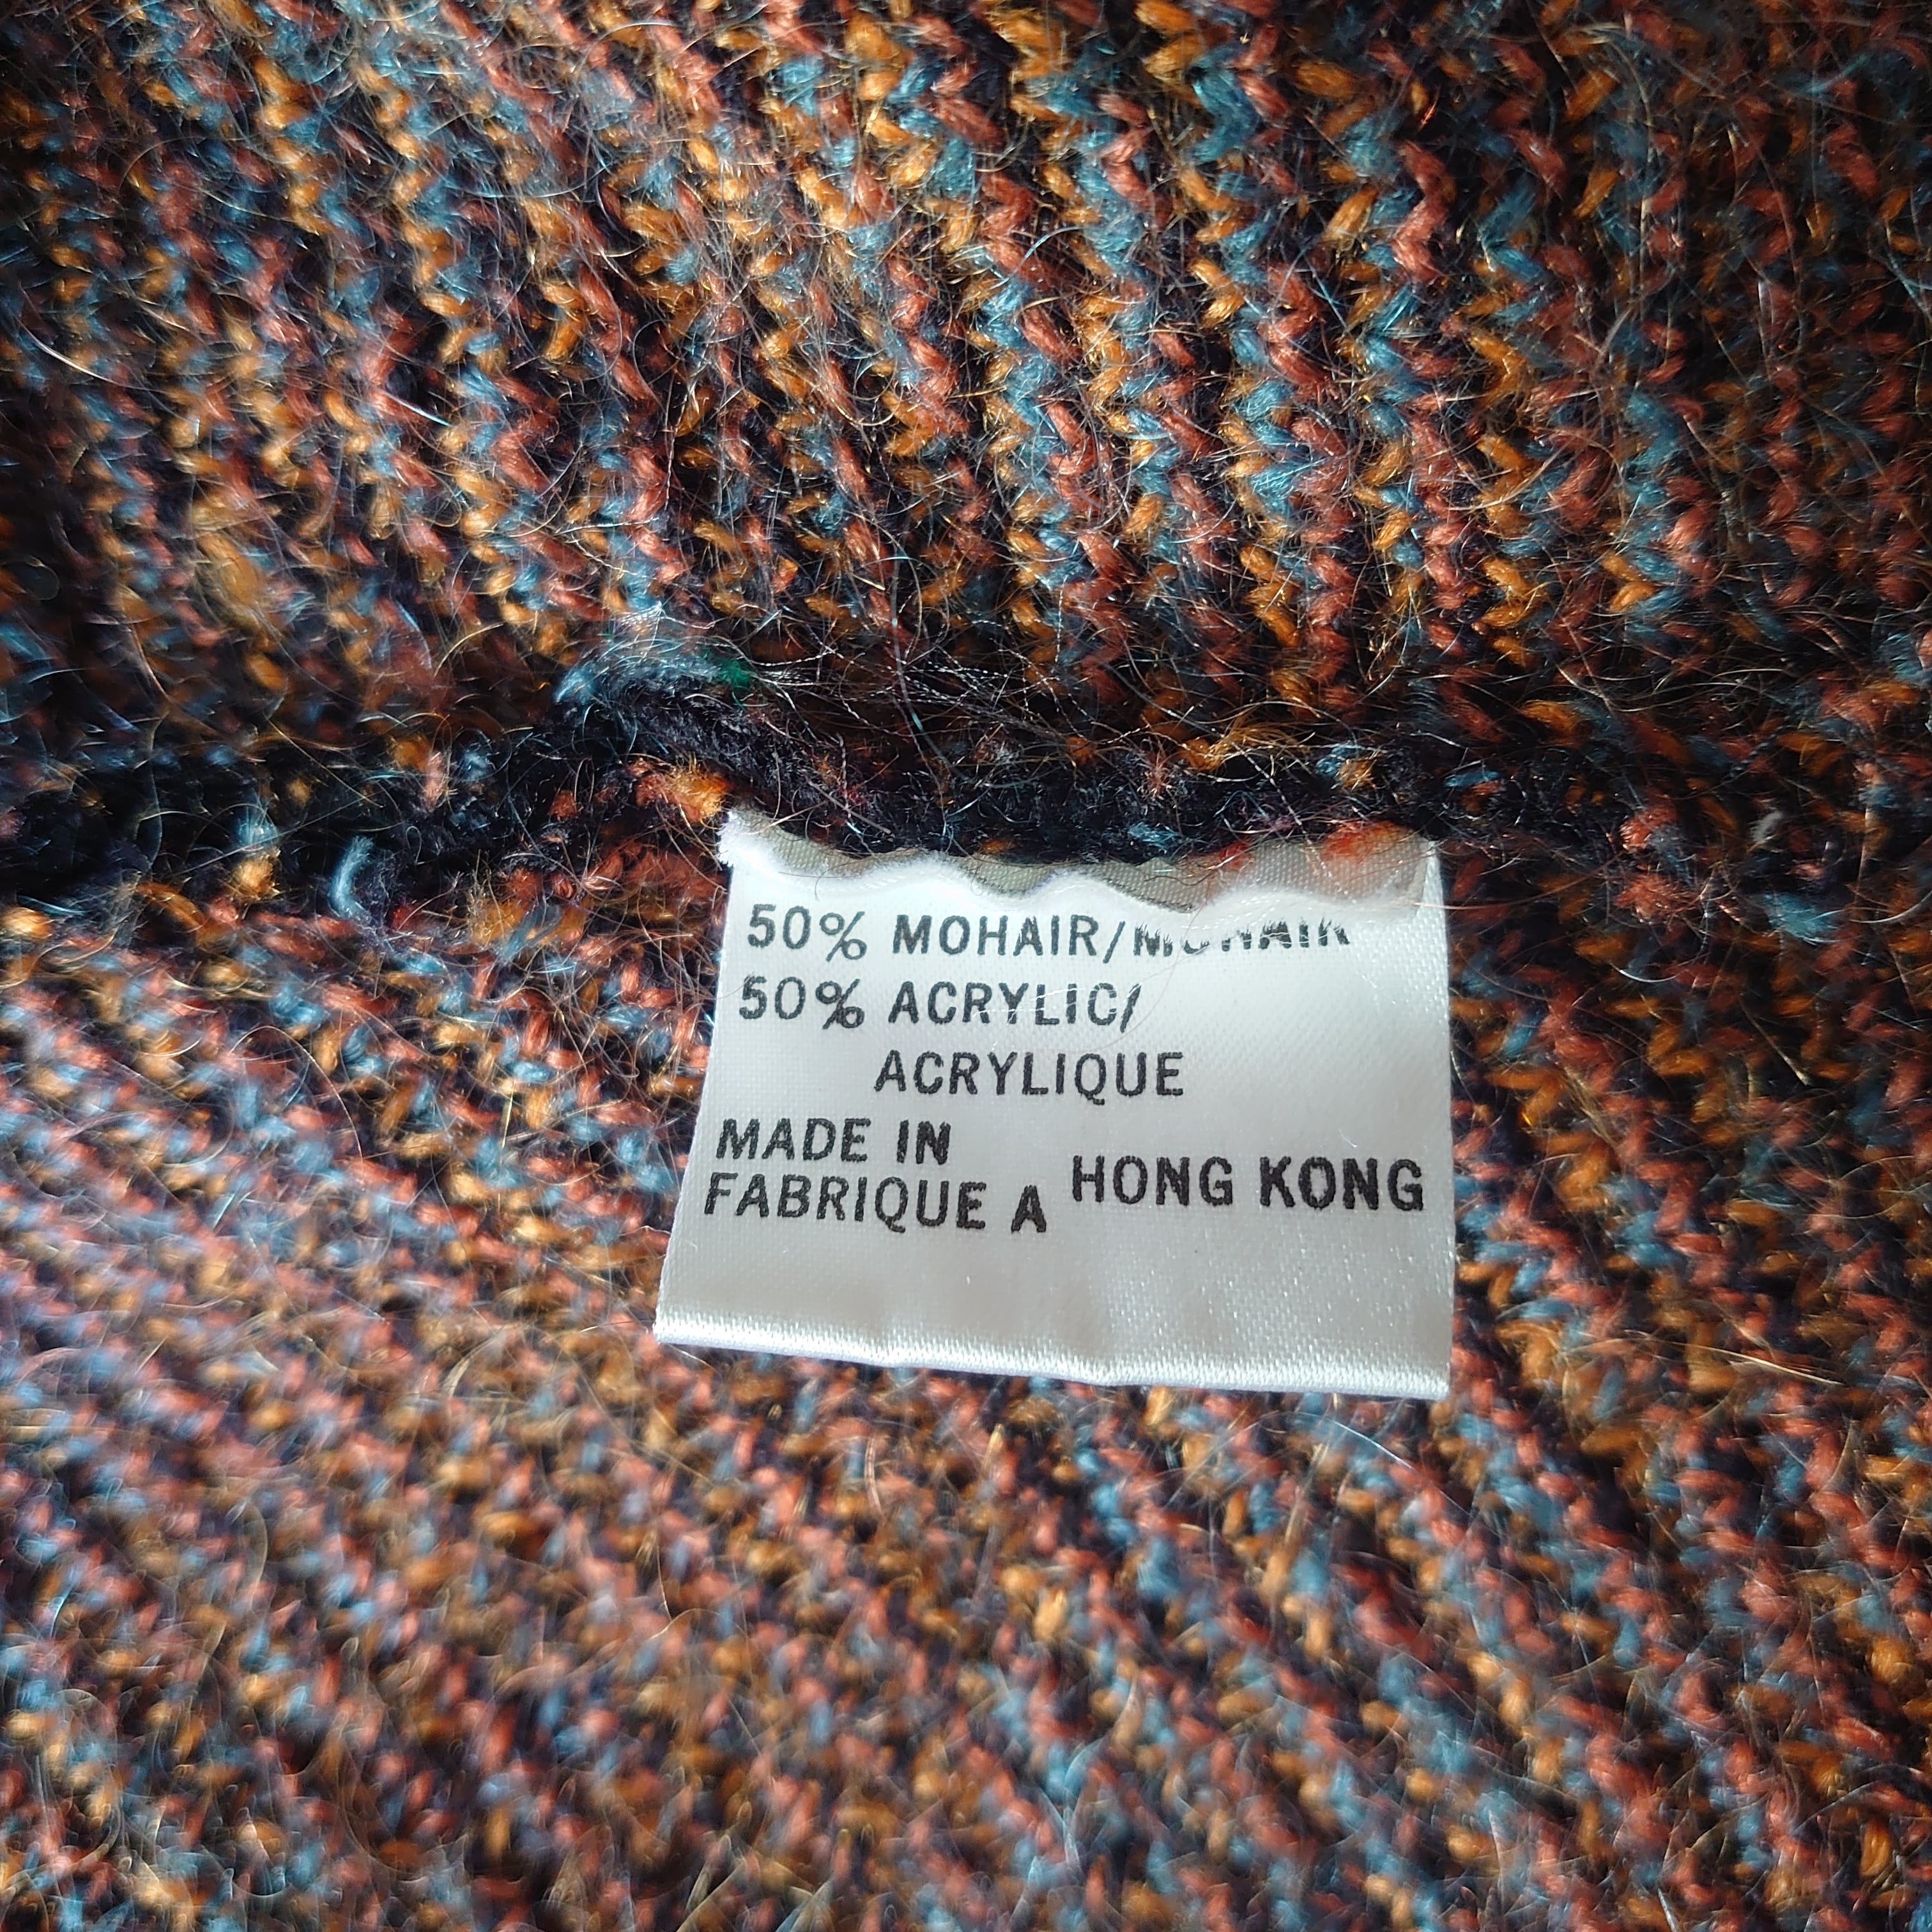 50% MOHAIR/MOHAIR
50% ACRYLIC/
ACRYLIQUE
MADE IN
FABRIQUE A HONG KONG